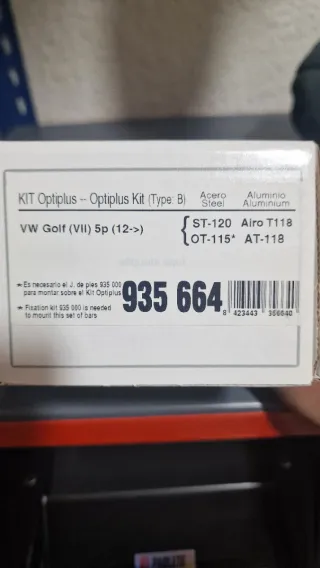 KIT Optiplus -- Optiplus Kit (Type: B) Acero Aluminio
Steel Aluminium
VW Golf (VII) 5p (12->) { ST-120 Airo T118
OT-115* AT-118
Es necesario el J. de pies 935 000
para montar sobre el Kit Optiplus
935 664
Fixation kit 935 000 is needed
to mount this set of bars
8 423443